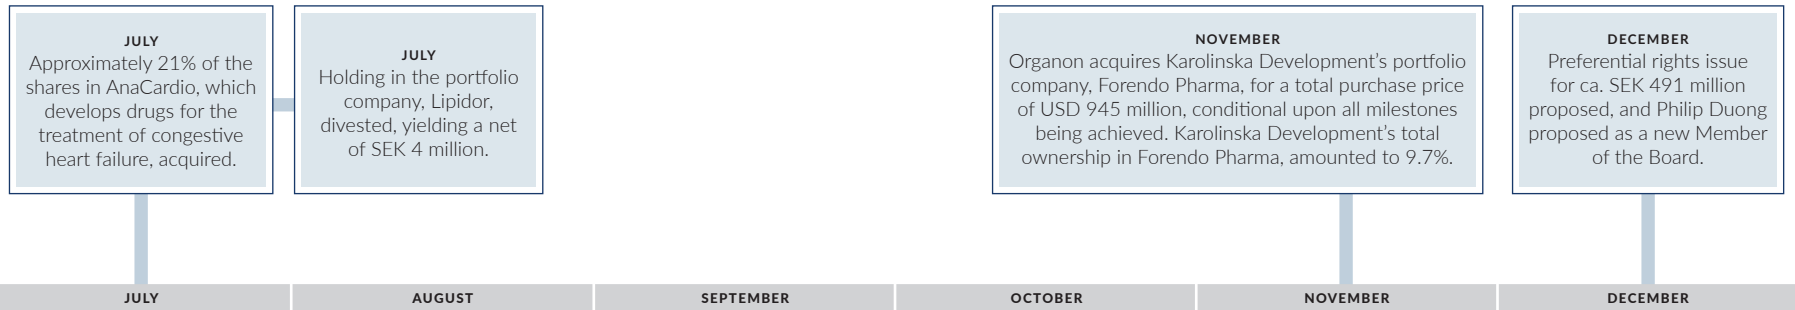 JULY
Approximately 21% of the
shares in AnaCardio, which
develops drugs for the
treatment of congestive
heart failure, acquired.
JULY
Holding in the portfolio
company, Lipidor,
divested, yielding a net
of SEK 4 million.
NOVEMBER
Organon acquires Karolinska Development’s portfolio
company, Forendo Pharma, for a total purchase price
of USD 945 million, conditional upon all milestones
being achieved. Karolinska Development’s total
ownership in Forendo Pharma, amounted to 9.7%.
DECEMBER
Preferential rights issue
for ca. SEK 491 million
proposed, and Philip Duong
proposed as a new Member
of the Board.
JULY
AUGUST
SEPTEMBER
OCTOBER
NOVEMBER
DECEMBER